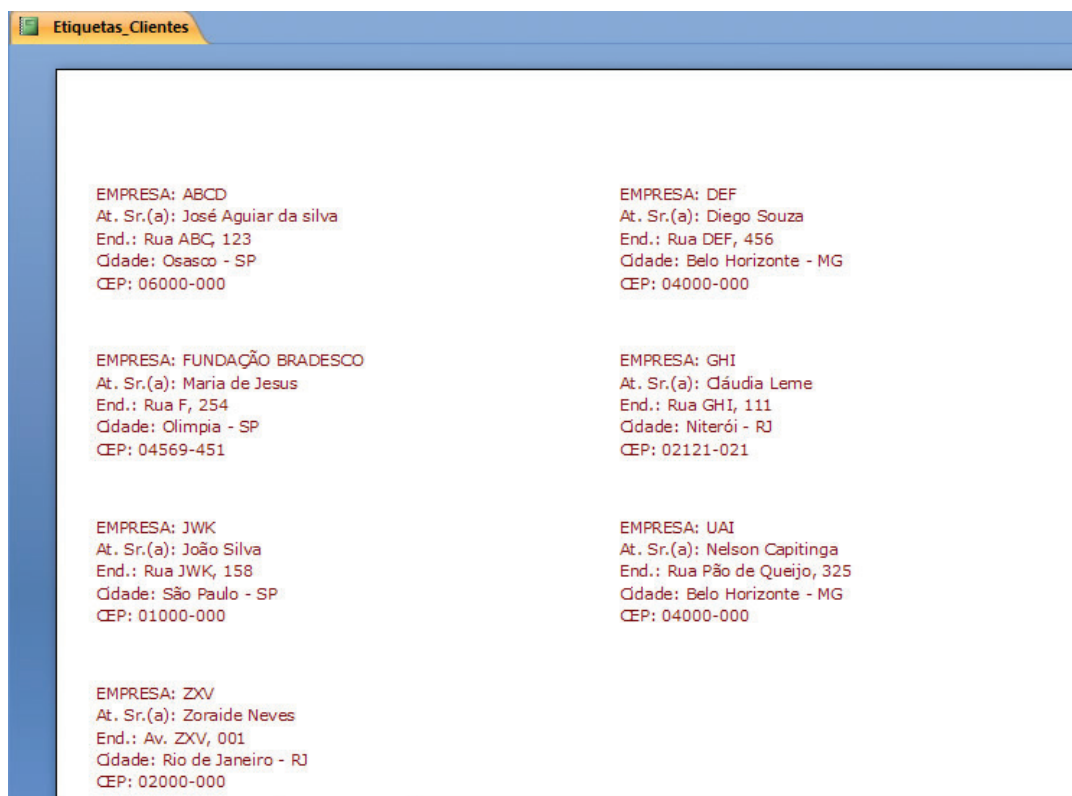 Etiquetas_Clientes
EMPRESA: ABCD
At. Sr.(a): José Aguiar da silva
End.: Rua ABC, 123
Cidade: Osasco - SP
CEP: 06000-000
EMPRESA: DEF
At. Sr.(a): Diego Souza
End.: Rua DEF, 456
Cidade: Belo Horizonte - MG
CEP: 04000-000
EMPRESA: FUNDAÇÃO BRADESCO
At. Sr.(a): Maria de Jesus
End.: Rua F, 254
Cidade: Olimpia - SP
CEP: 04569-451
EMPRESA: GHI
At. Sr.(a): Cláudia Leme
End.: Rua GHI, 111
Cidade: Niterói - RJ
CEP: 02121-021
EMPRESA: JWK
At. Sr.(a): João Silva
End.: Rua JWK, 158
Cidade: São Paulo - SP
CEP: 01000-000
EMPRESA: UAI
At. Sr.(a): Nelson Capitinga
End.: Rua Pão de Queijo, 325
Cidade: Belo Horizonte - MG
CEP: 04000-000
EMPRESA: ZXV
At. Sr.(a): Zoraide Neves
End.: Av. ZXV, 001
Cidade: Rio de Janeiro - RJ
CEP: 02000-000